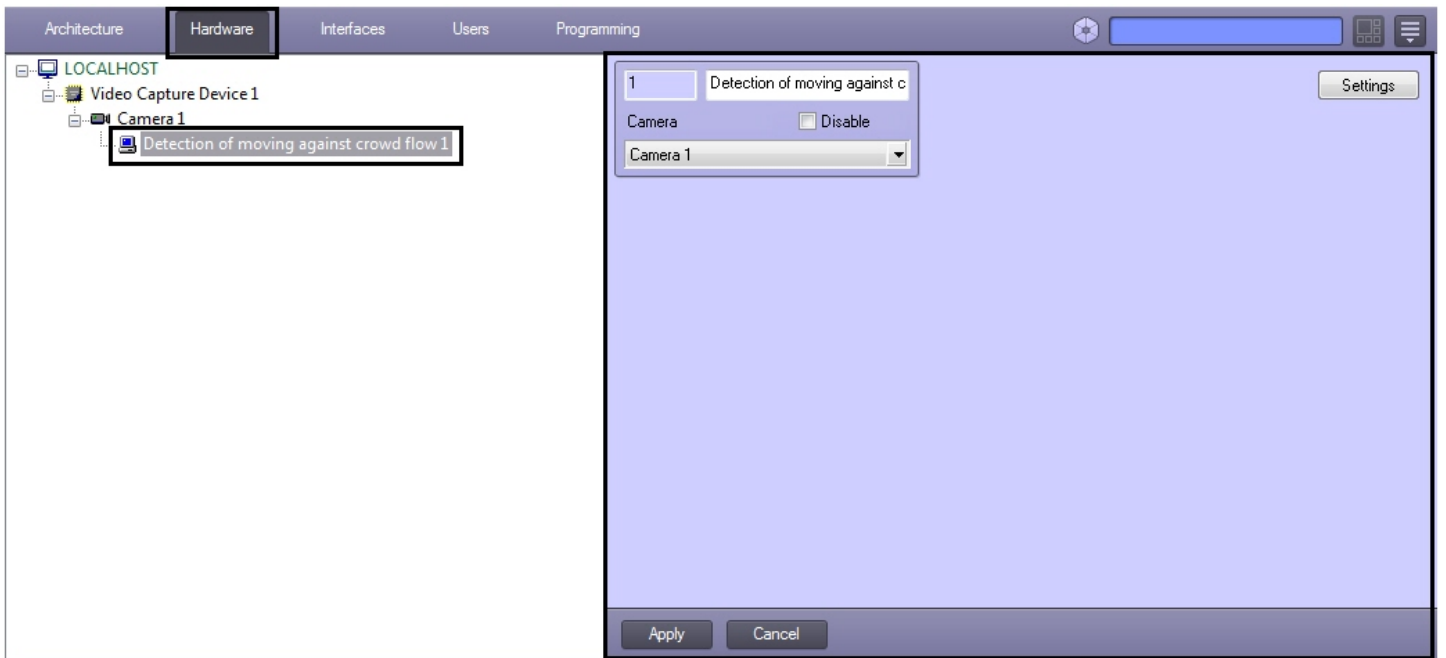 Architecture Hardware Interfaces Users Programming
LOCALHOST
Video Capture Device 1
Camera 1
Detection of moving against crowd flow 1
1 Detection of moving against c
Settings
Camera Disable
Camera 1
Apply Cancel